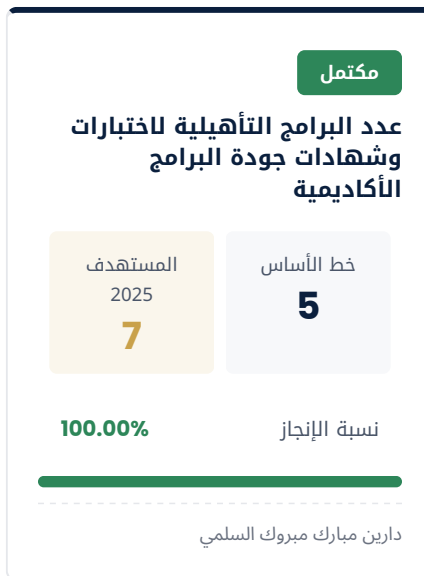 مكتمل
عدد البرامج التأهيلية لاختبارات
وشهادات جودة البرامج
الأكاديمية
خط الأساس
5
المستهدف
2025
7
نسبة الإنجاز
100.00%
دارين مبارك مبروك السلمي